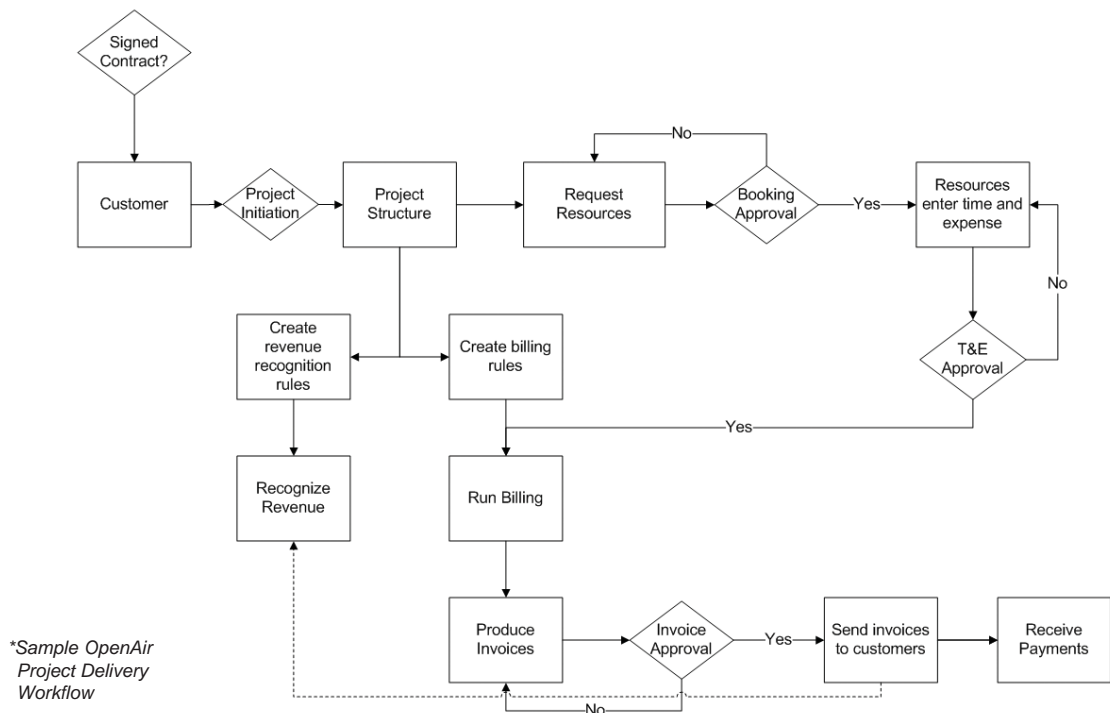 Signed
Contract?
Customer
Project
Initiation
Project
Structure
Request
Resources
No
Booking
Approval
Yes
Resources
enter time and
expense
No
T&E
Approval
Yes
Create
revenue
recognition
rules
Create billing
rules
Recognize
Revenue
Run Billing
Produce
Invoices
Invoice
Approval
Yes
No
Send invoices
to customers
Receive
Payments
*Sample OpenAir
Project Delivery
Workflow